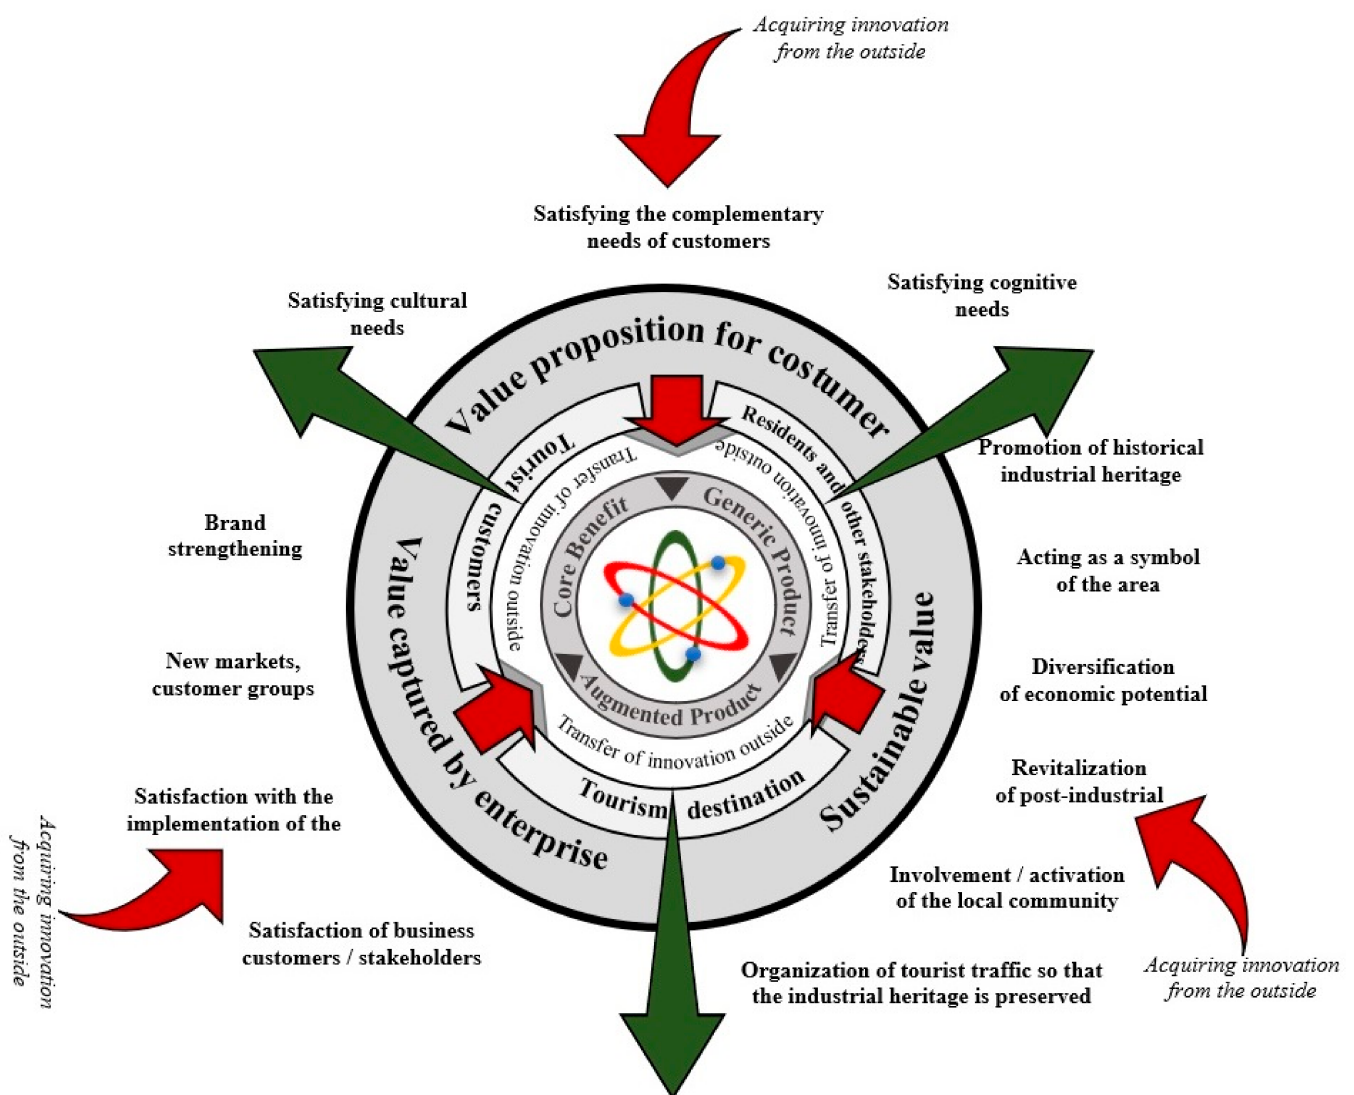 Acquiring innovation
from the outside
Satisfying the complementary
needs of customers
Satisfying cultural
needs
Satisfying cognitive
needs
Value proposition for costumer
Tourist customers
Residents and other stakeholders
Transfer of innovation outside
Transfer of innovation outside
Core Benefit
Generic Product
Augmented Product
Transfer of innovation outside
Tourism destination
Value captured by enterprise
Sustainable value
Promotion of historical
industrial heritage
Brand
strengthening
Acting as a symbol
of the area
New markets,
customer groups
Diversification
of economic potential
Satisfaction with the
implementation of the
Revitalization
of post-industrial
Acquiring innovation
from the outside
Involvement / activation
of the local community
Satisfaction of business
customers / stakeholders
Organization of tourist traffic so that
the industrial heritage is preserved
Acquiring innovation
from the outside